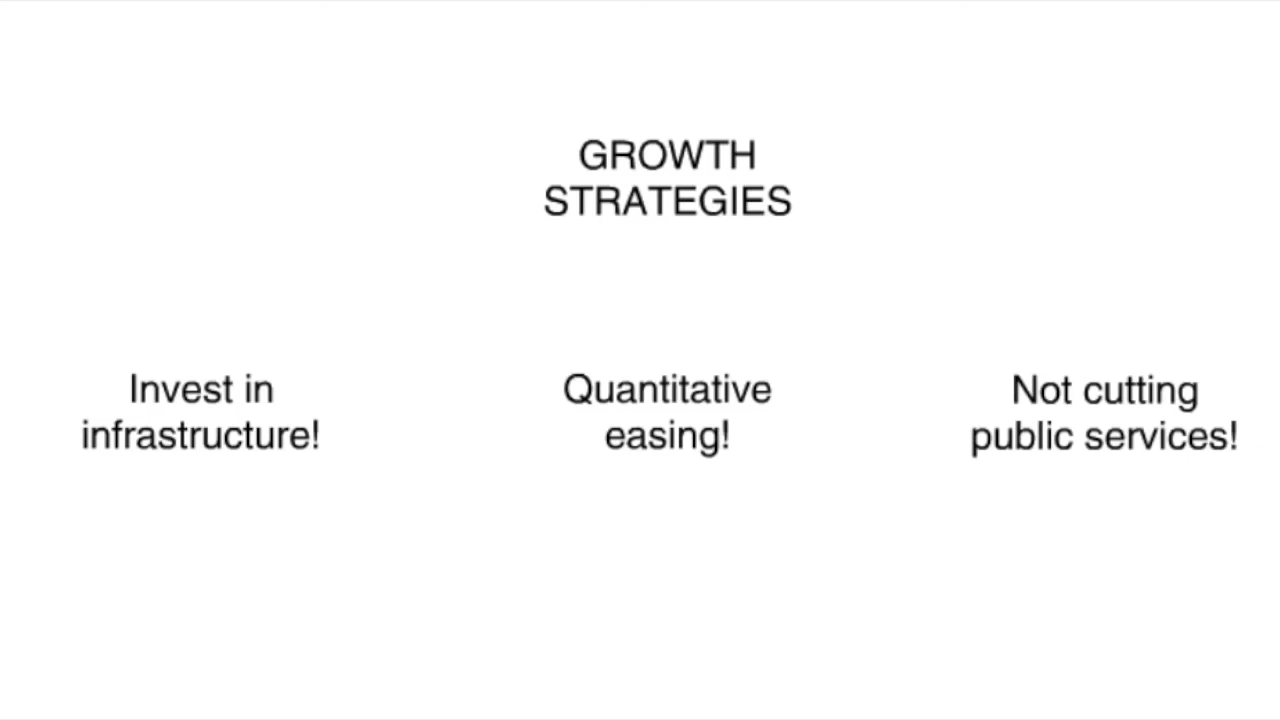 GROWTH
STRATEGIES
Invest in
infrastructure!
Quantitative
easing!
Not cutting
public services!